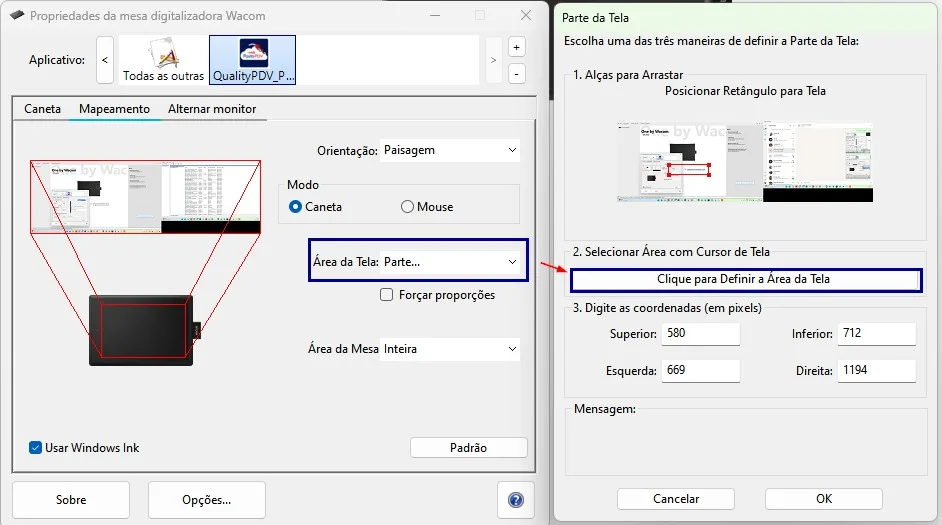 Propriedades da mesa digitalizadora Wacom
Aplicativo:
<
Todas as outras
QualityPDV_P...
>
+
-
Caneta
Mapeamento
Alternar monitor
Orientação:
Paisagem
Modo
Caneta
Mouse
Área da Tela:
Parte...
Forçar proporções
Área da Mesa
Inteira
Usar Windows Ink
Padrão
Sobre
Opções...
?
Parte da Tela
Escolha uma das três maneiras de definir a Parte da Tela:
1. Alças para Arrastar
Posicionar Retângulo para Tela
One by Wacom
2. Selecionar Área com Cursor de Tela
Clique para Definir a Área da Tela
3. Digite as coordenadas (em pixels)
Superior: 580
Inferior: 712
Esquerda: 669
Direita: 1194
Mensagem:
Cancelar
OK